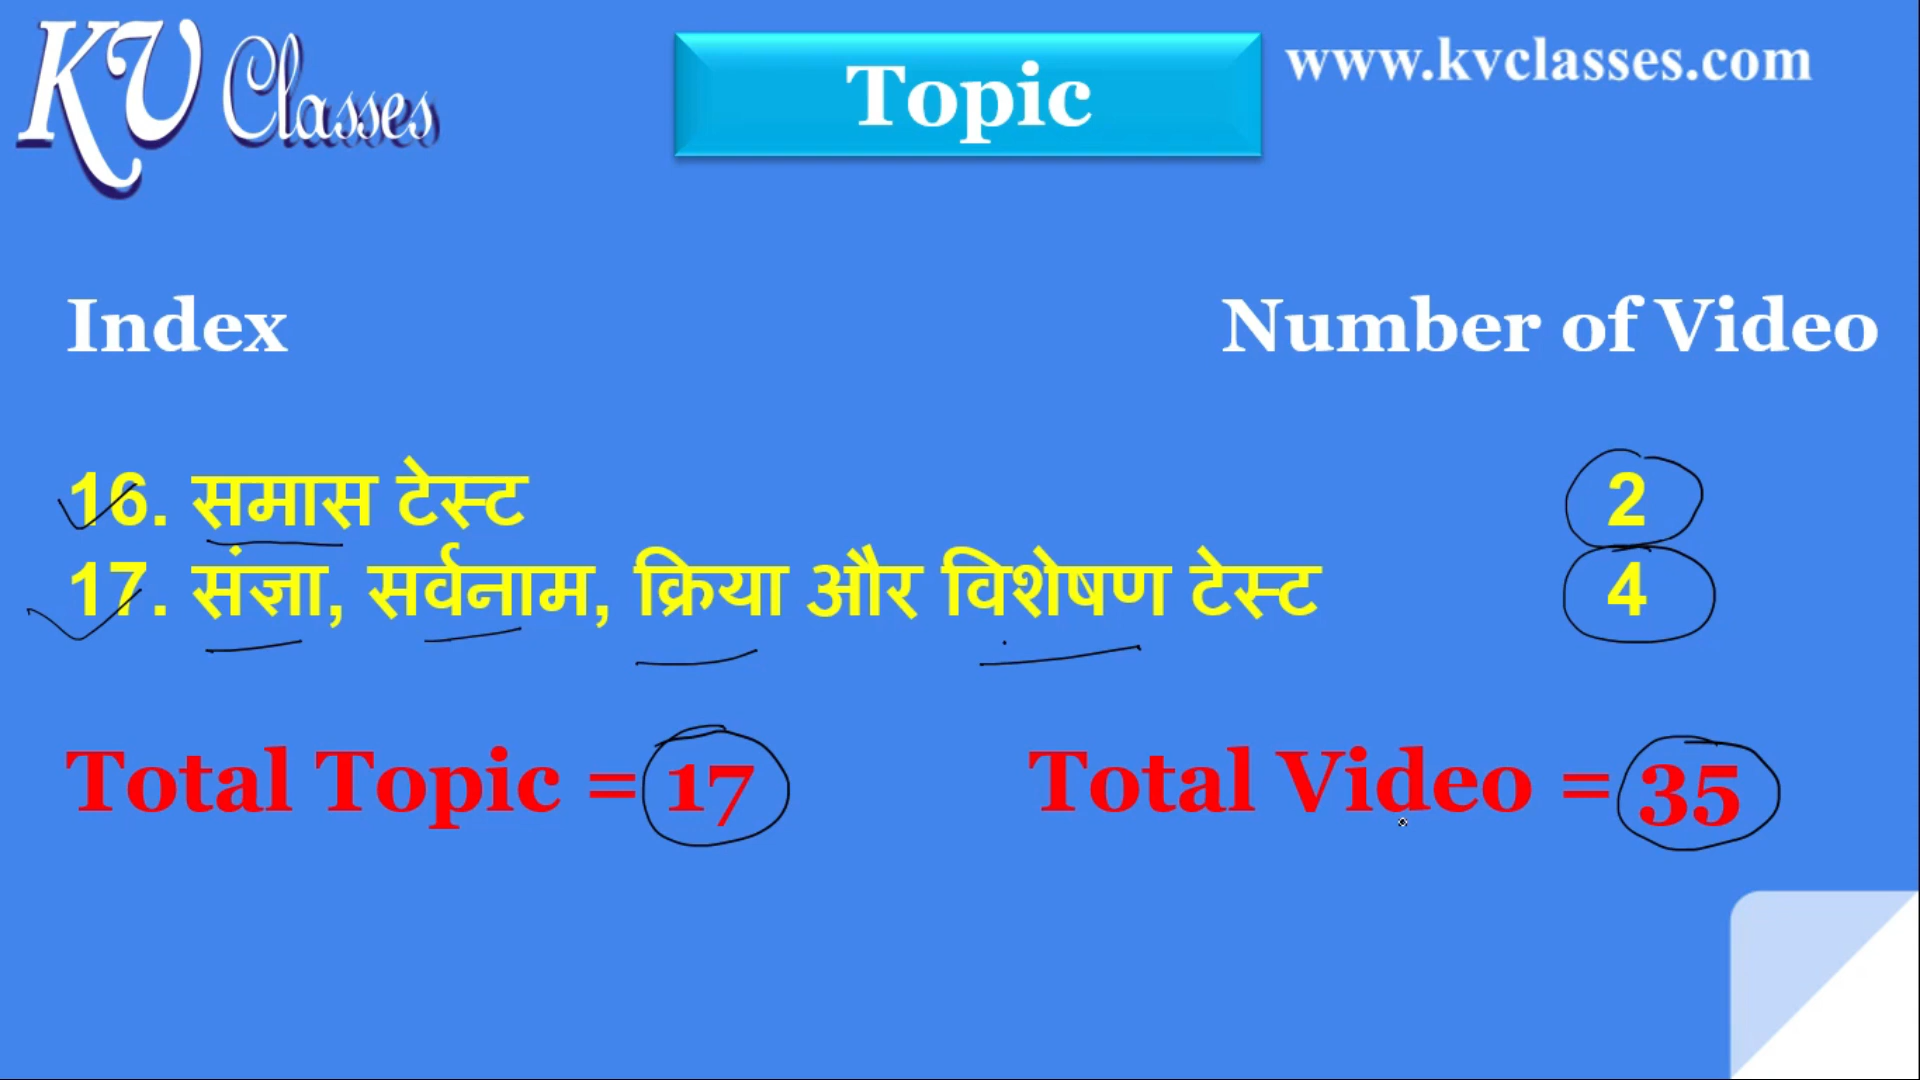 KV Classes
Topic
www.kvclasses.com
Index Number of Video
16. समास टेस्ट 2
17. संज्ञा, सर्वनाम, क्रिया और विशेषण टेस्ट 4
Total Topic = 17 Total Video = 35